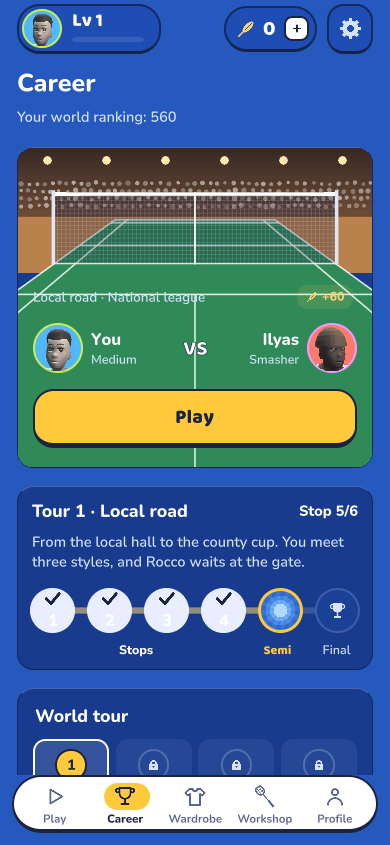 Lv 1
0
+
Career
Your world ranking: 560
Local road · National league
+60
You
Medium
VS
Ilyas
Smasher
Play
Tour 1 · Local road
Stop 5/6
From the local hall to the county cup. You meet
three styles, and Rocco waits at the gate.
1
2
3
4
Stops
Semi
Final
World tour
1
Play
Career
Wardrobe
Workshop
Profile